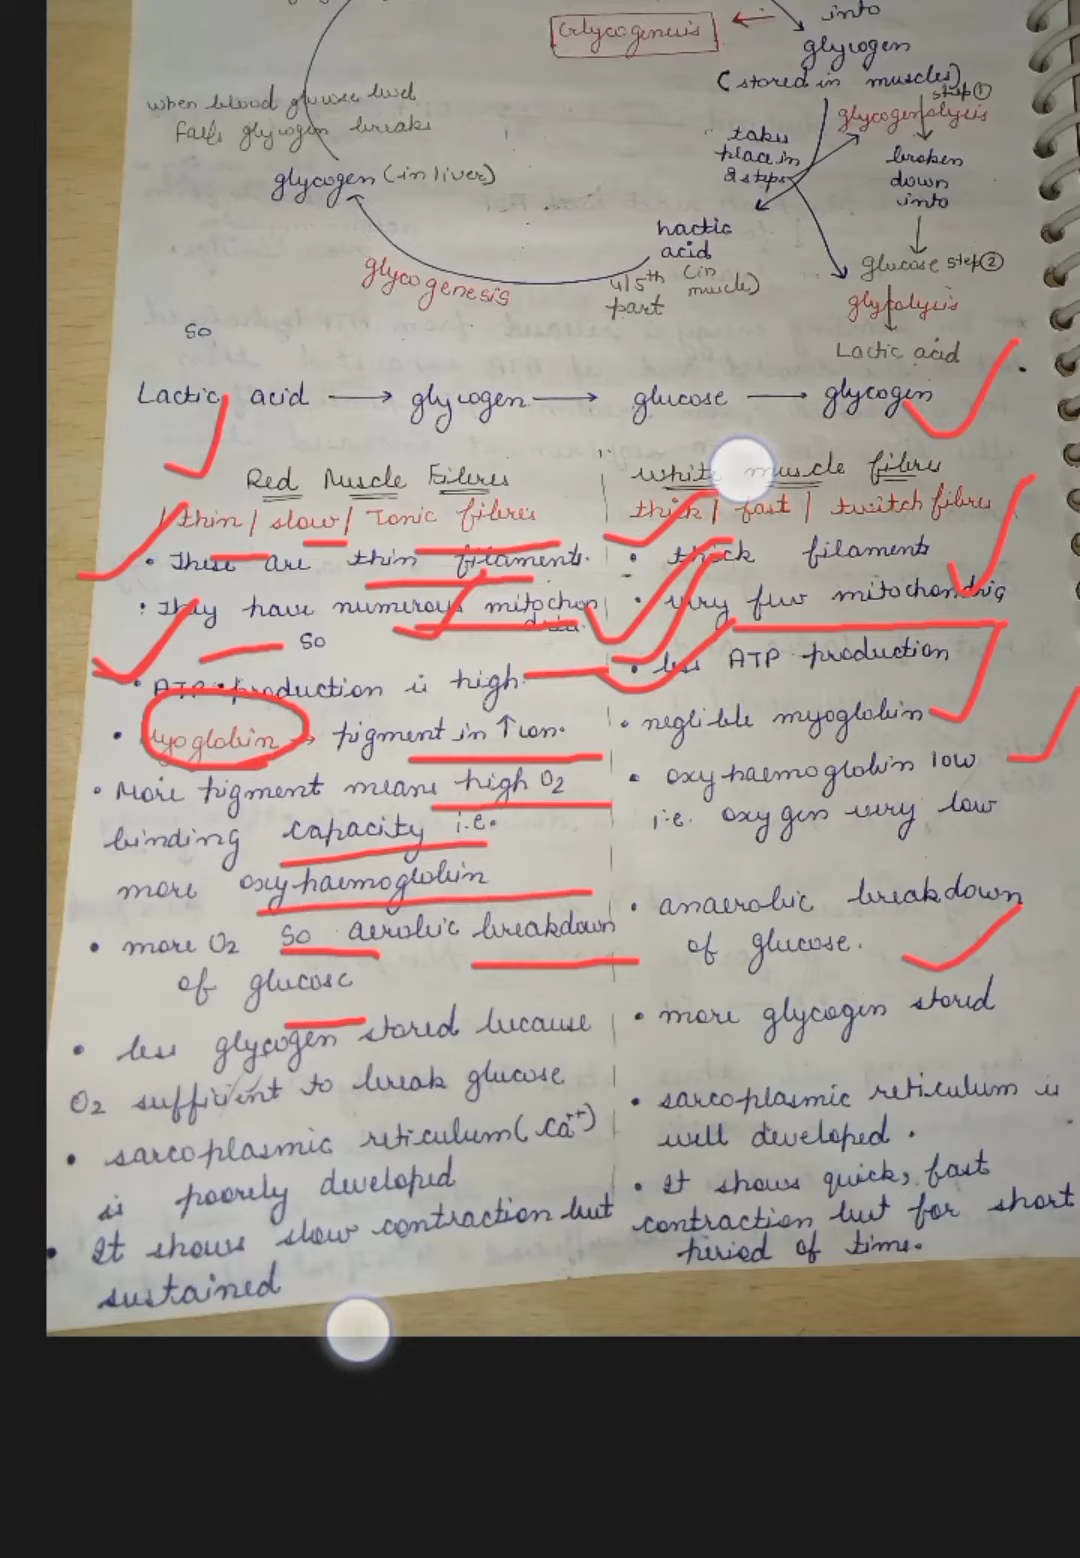 Glycogenesis
into
glycogen
(stored in muscles)
step ①
glycogenolysis
when blood glucose level
falls glycogen breaks
takes
place in
2 steps
broken
down
into
glycogen (in liver)
Lactic
acid
(in
muscle)
4/5th
part
glucose step ②
glycogenesis
glycolysis
Lactic acid
so
Lactic acid → glycogen → glucose → glycogen
Red Muscle Fibres
/ thin / slow / Tonic fibres
• These are thin filaments.
• They have numerous mitochon
dria.
so
• ATP production is high.
• myoglobin → pigment in ↑ ion.
• More pigment means high O2
binding capacity i.e.
more oxyhaemoglobin
• more O2 so aerobic breakdown
of glucose
• less glycogen stored because
O2 sufficient to break glucose
• sarcoplasmic reticulum (Ca++)
is poorely developed
• It shows slow contraction but
sustained
White muscle fibres
thick / fast / twitch fibres
• thick filaments
• very few mitochondria
• less ATP production
• neglible myoglobin
• oxyhaemoglobin low
i.e. oxygen very low
• anaerobic breakdown
of glucose.
• more glycogen stored
• sarcoplasmic reticulum is
well developed.
• It shows quick, fast
contraction but for short
period of time.